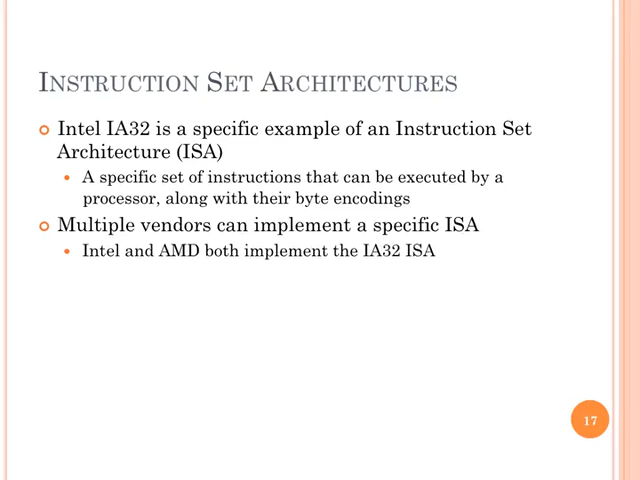 INSTRUCTION SET ARCHITECTURES
Intel IA32 is a specific example of an Instruction Set
Architecture (ISA)
A specific set of instructions that can be executed by a
processor, along with their byte encodings
Multiple vendors can implement a specific ISA
Intel and AMD both implement the IA32 ISA
17